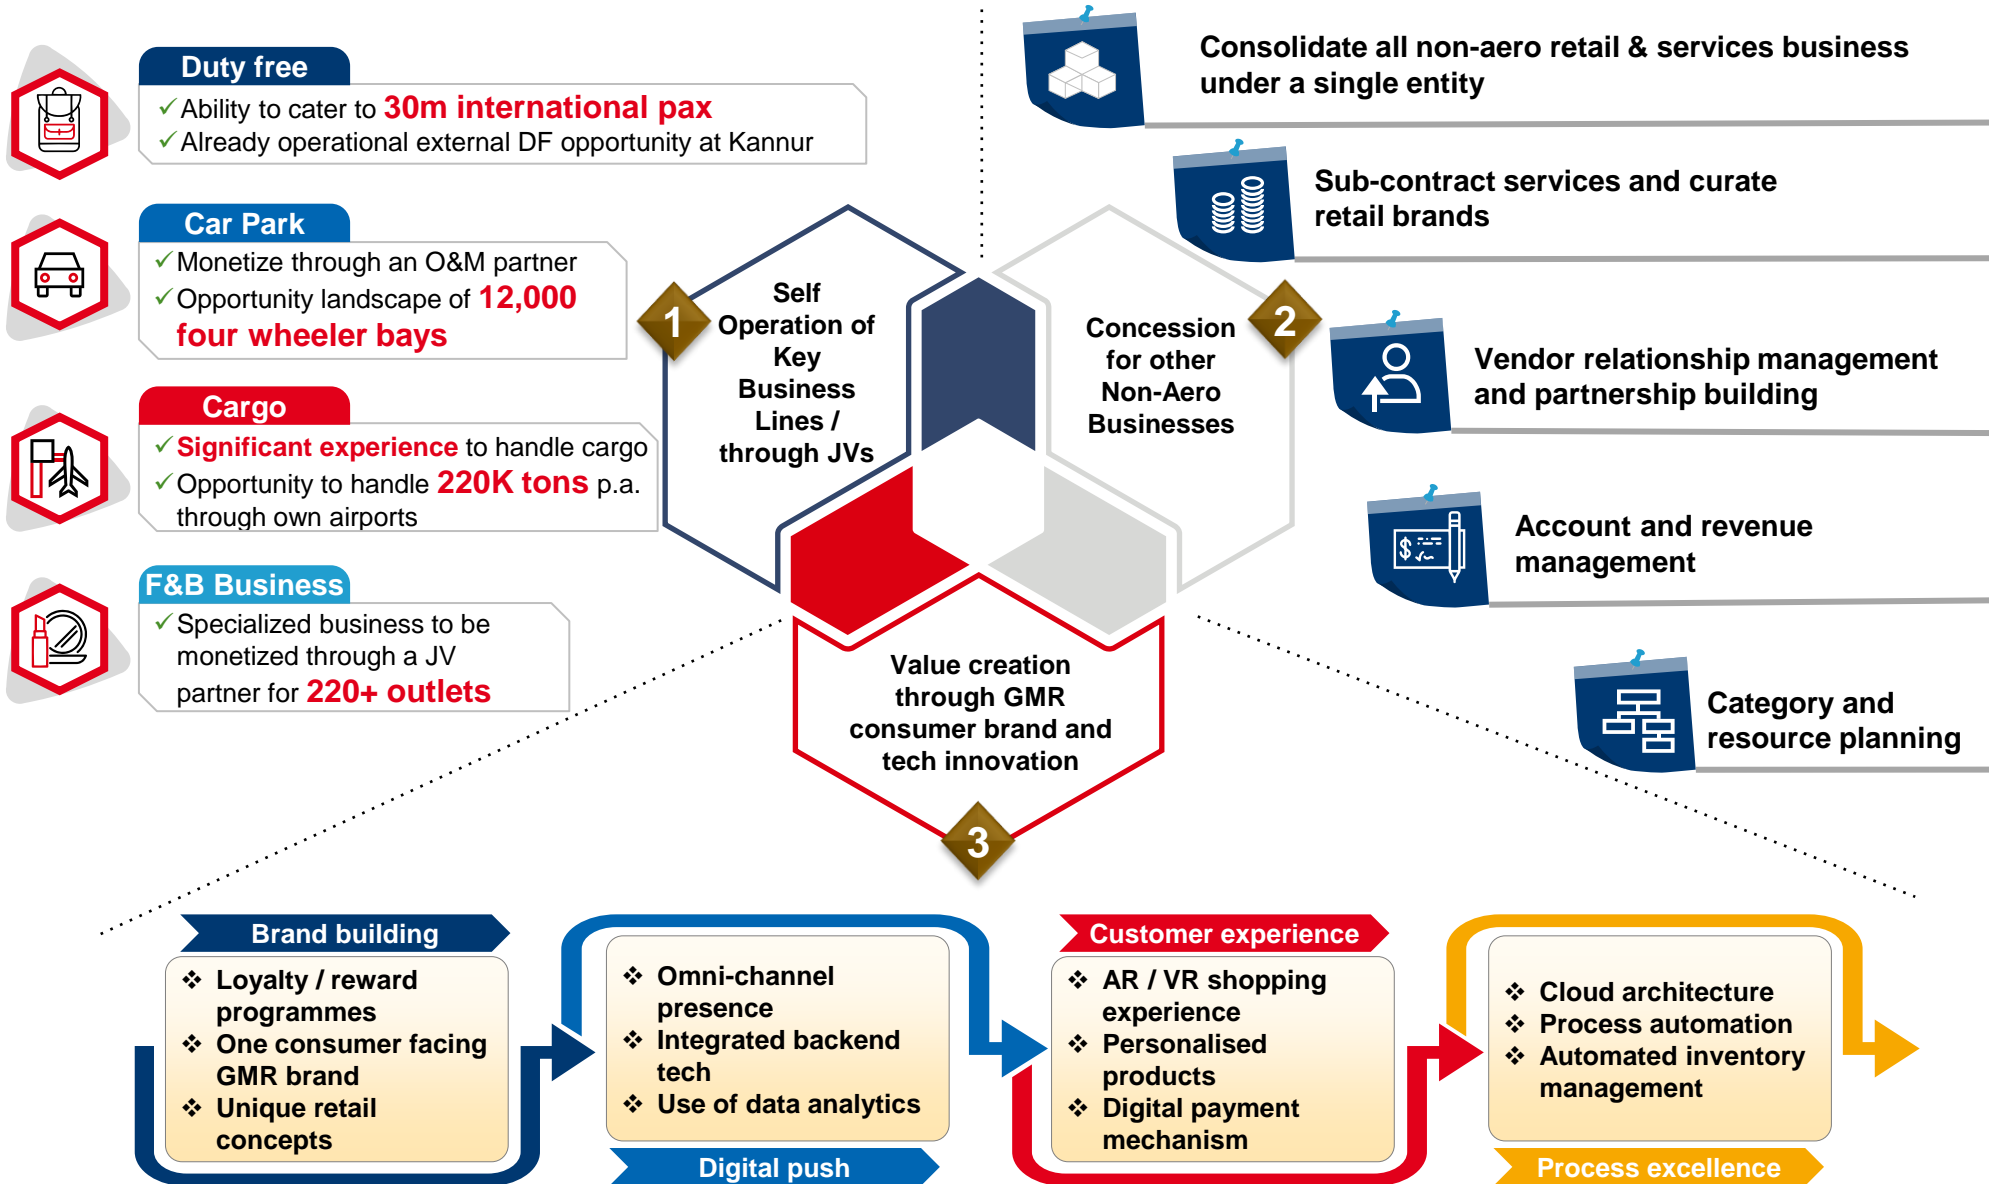 Duty free
Ability to cater to 30m international pax
Already operational external DF opportunity at Kannur
Car Park
Monetize through an O&M partner
Opportunity landscape of 12,000
four wheeler bays
Cargo
Significant experience to handle cargo
Opportunity to handle 220K tons p.a.
through own airports
F&B Business
Specialized business to be
monetized through a JV
partner for 220+ outlets
1
Self
Operation of
Key
Business
Lines /
through JVs
2
Concession
for other
Non-Aero
Businesses
Consolidate all non-aero retail & services business
under a single entity
Sub-contract services and curate
retail brands
Vendor relationship management
and partnership building
Account and revenue
management
Category and
resource planning
Value creation
through GMR
consumer brand and
tech innovation
3
Brand building
❖ Loyalty / reward
programmes
❖ One consumer facing
GMR brand
❖ Unique retail
concepts
❖ Omni-channel
presence
❖ Integrated backend
tech
❖ Use of data analytics
Digital push
Customer experience
❖ AR / VR shopping
experience
❖ Personalised
products
❖ Digital payment
mechanism
❖ Cloud architecture
❖ Process automation
❖ Automated inventory
management
Process excellence